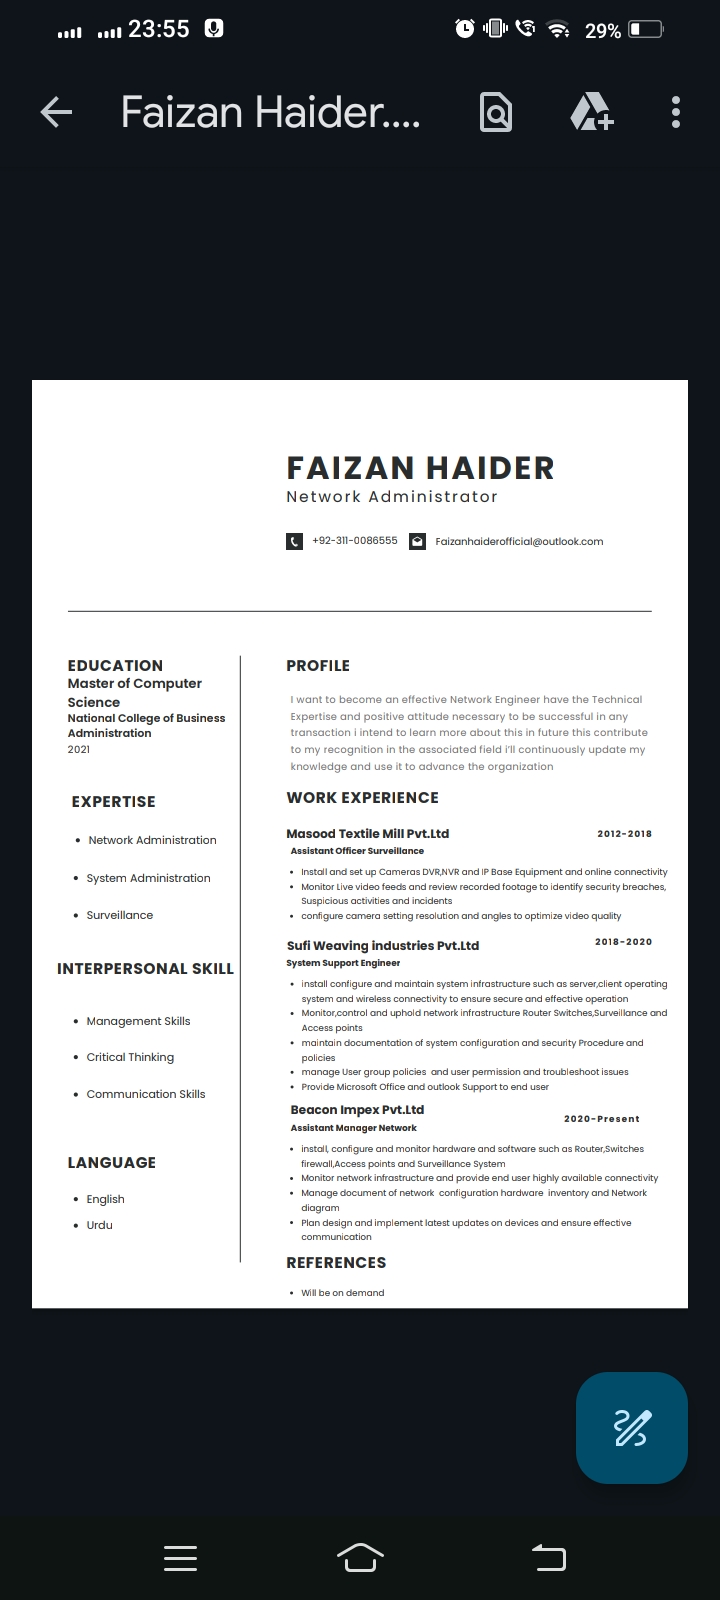 23:55
29%
Faizan Haider....
FAIZAN HAIDER
Network Administrator
+92-311-0086555 Faizanhaiderofficial@outlook.com
EDUCATION
Master of Computer
Science
National College of Business
Administration
2021
EXPERTISE
• Network Administration
• System Administration
• Surveillance
INTERPERSONAL SKILL
• Management Skills
• Critical Thinking
• Communication Skills
LANGUAGE
• English
• Urdu
PROFILE
I want to become an effective Network Engineer have the Technical
Expertise and positive attitude necessary to be successful in any
transaction i intend to learn more about this in future this contribute
to my recognition in the associated field i'll continuously update my
knowledge and use it to advance the organization
WORK EXPERIENCE
Masood Textile Mill Pvt.Ltd 2012-2018
Assistant Officer Surveillance
• Install and set up Cameras DVR,NVR and IP Base Equipment and online connectivity
• Monitor Live video feeds and review recorded footage to identify security breaches,
Suspicious activities and incidents
• configure camera setting resolution and angles to optimize video quality
Sufi Weaving industries Pvt.Ltd 2018-2020
System Support Engineer
• install configure and maintain system infrastructure such as server,client operating
system and wireless connectivity to ensure secure and effective operation
• Monitor,control and uphold network infrastructure Router Switches,Surveillance and
Access points
• maintain documentation of system configuration and security Procedure and
policies
• manage User group policies and user permission and troubleshoot issues
• Provide Microsoft Office and outlook Support to end user
Beacon Impex Pvt.Ltd 2020-Present
Assistant Manager Network
• install, configure and monitor hardware and software such as Router,Switches
firewall,Access points and Surveillance System
• Monitor network infrastructure and provide end user highly available connectivity
• Manage document of network configuration hardware inventory and Network
diagram
• Plan design and implement latest updates on devices and ensure effective
communication
REFERENCES
• Will be on demand